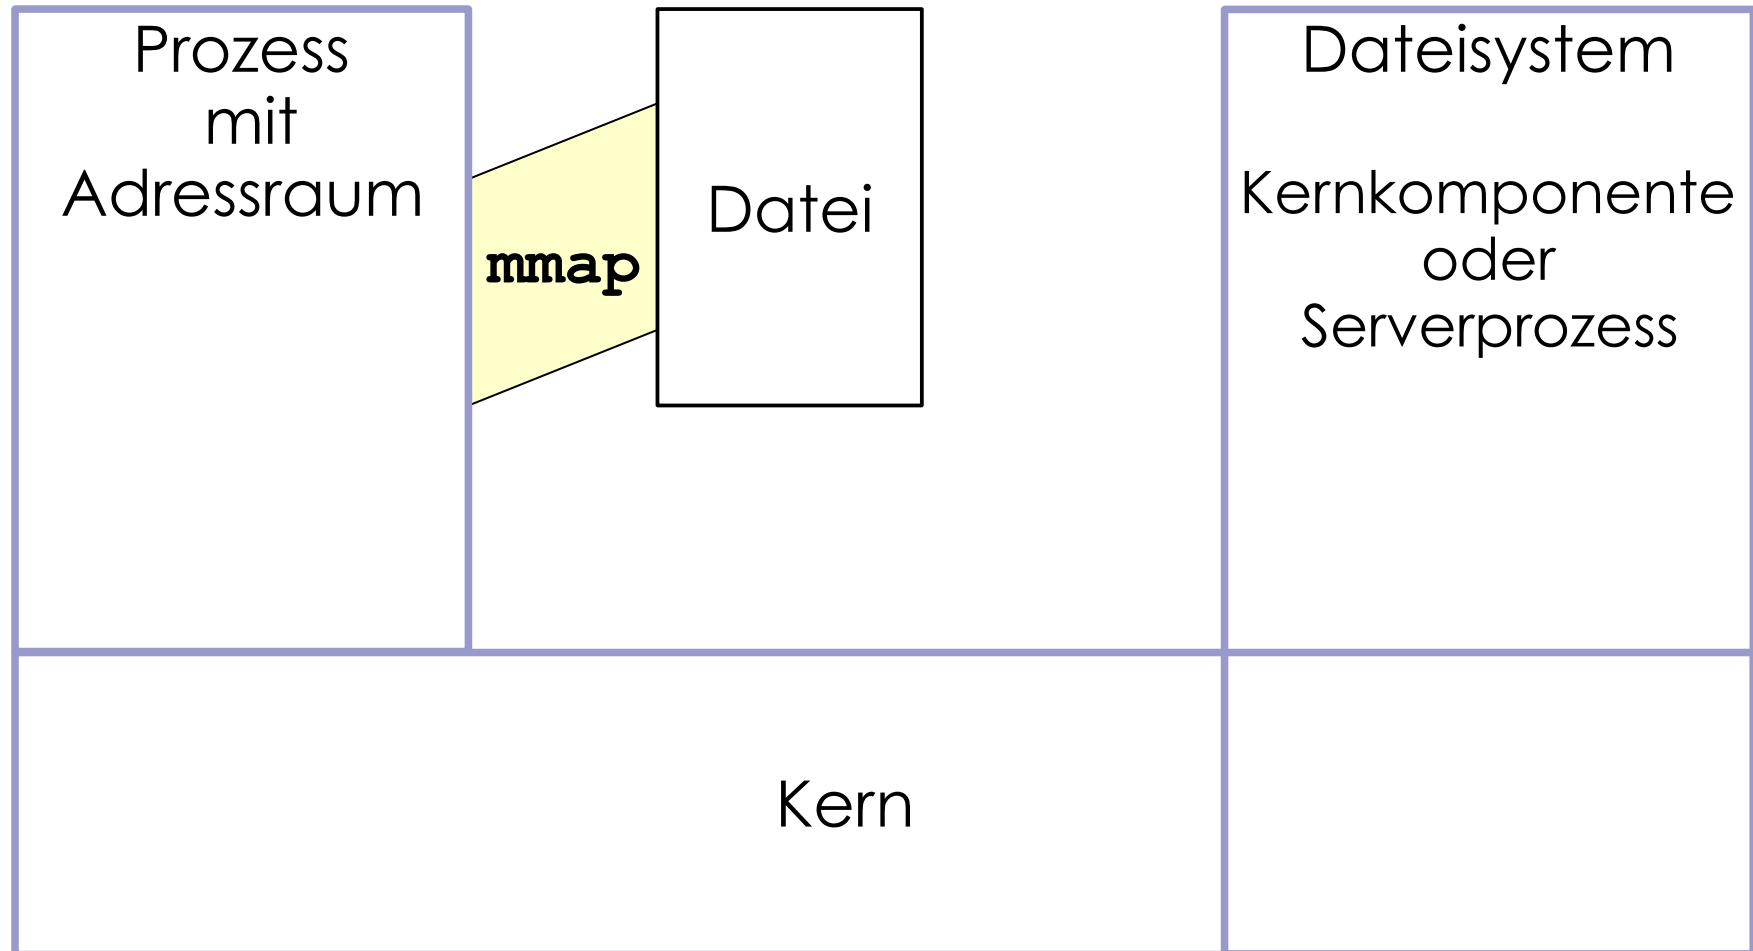 Prozess
mit
Adressraum
mmap
Datei
Dateisystem
Kernkomponente
oder
Serverprozess
Kern